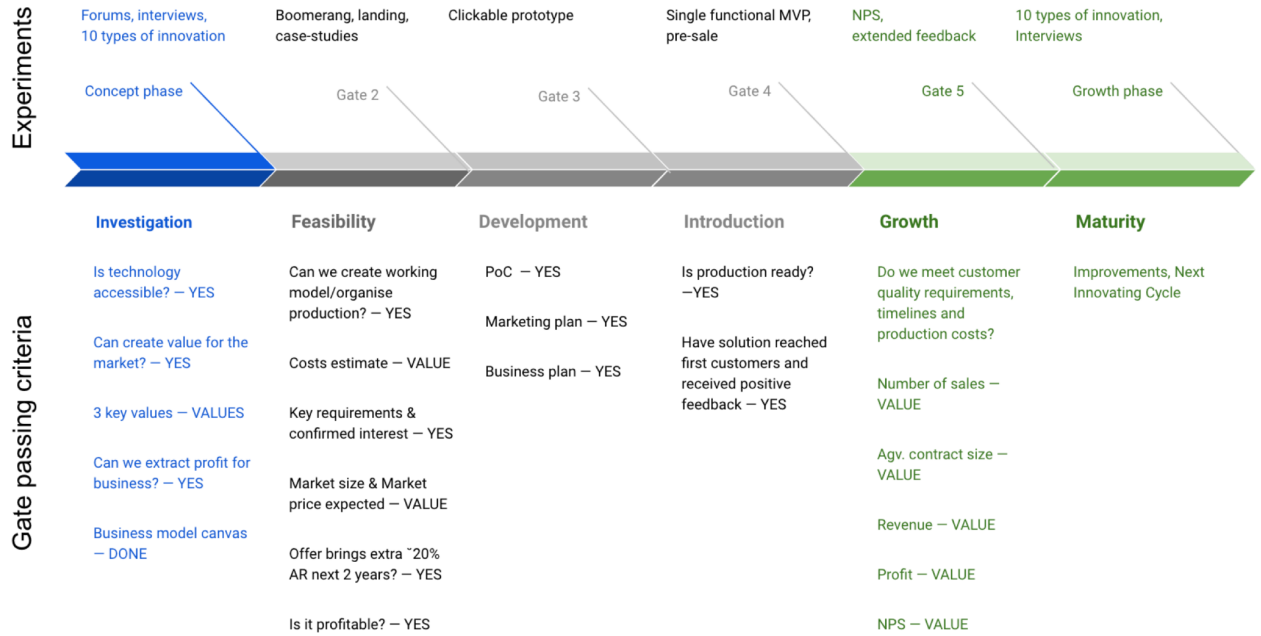 Experiments
Forums, interviews,
10 types of innovation
Boomerang, landing,
case-studies
Clickable prototype
Single functional MVP,
pre-sale
NPS,
extended feedback
10 types of innovation,
Interviews
Concept phase
Gate 2
Gate 3
Gate 4
Gate 5
Growth phase
Gate passing criteria
Investigation
Is technology
accessible? — YES
Can create value for the
market? — YES
3 key values — VALUES
Can we extract profit for
business? — YES
Business model canvas
— DONE
Feasibility
Can we create working
model/organise
production? — YES
Costs estimate — VALUE
Key requirements &
confirmed interest — YES
Market size & Market
price expected — VALUE
Offer brings extra ˜20%
AR next 2 years? — YES
Is it profitable? — YES
Development
PoC — YES
Marketing plan — YES
Business plan — YES
Introduction
Is production ready?
—YES
Have solution reached
first customers and
received positive
feedback — YES
Growth
Do we meet customer
quality requirements,
timelines and
production costs?
Number of sales —
VALUE
Agv. contract size —
VALUE
Revenue — VALUE
Profit — VALUE
NPS — VALUE
Maturity
Improvements, Next
Innovating Cycle